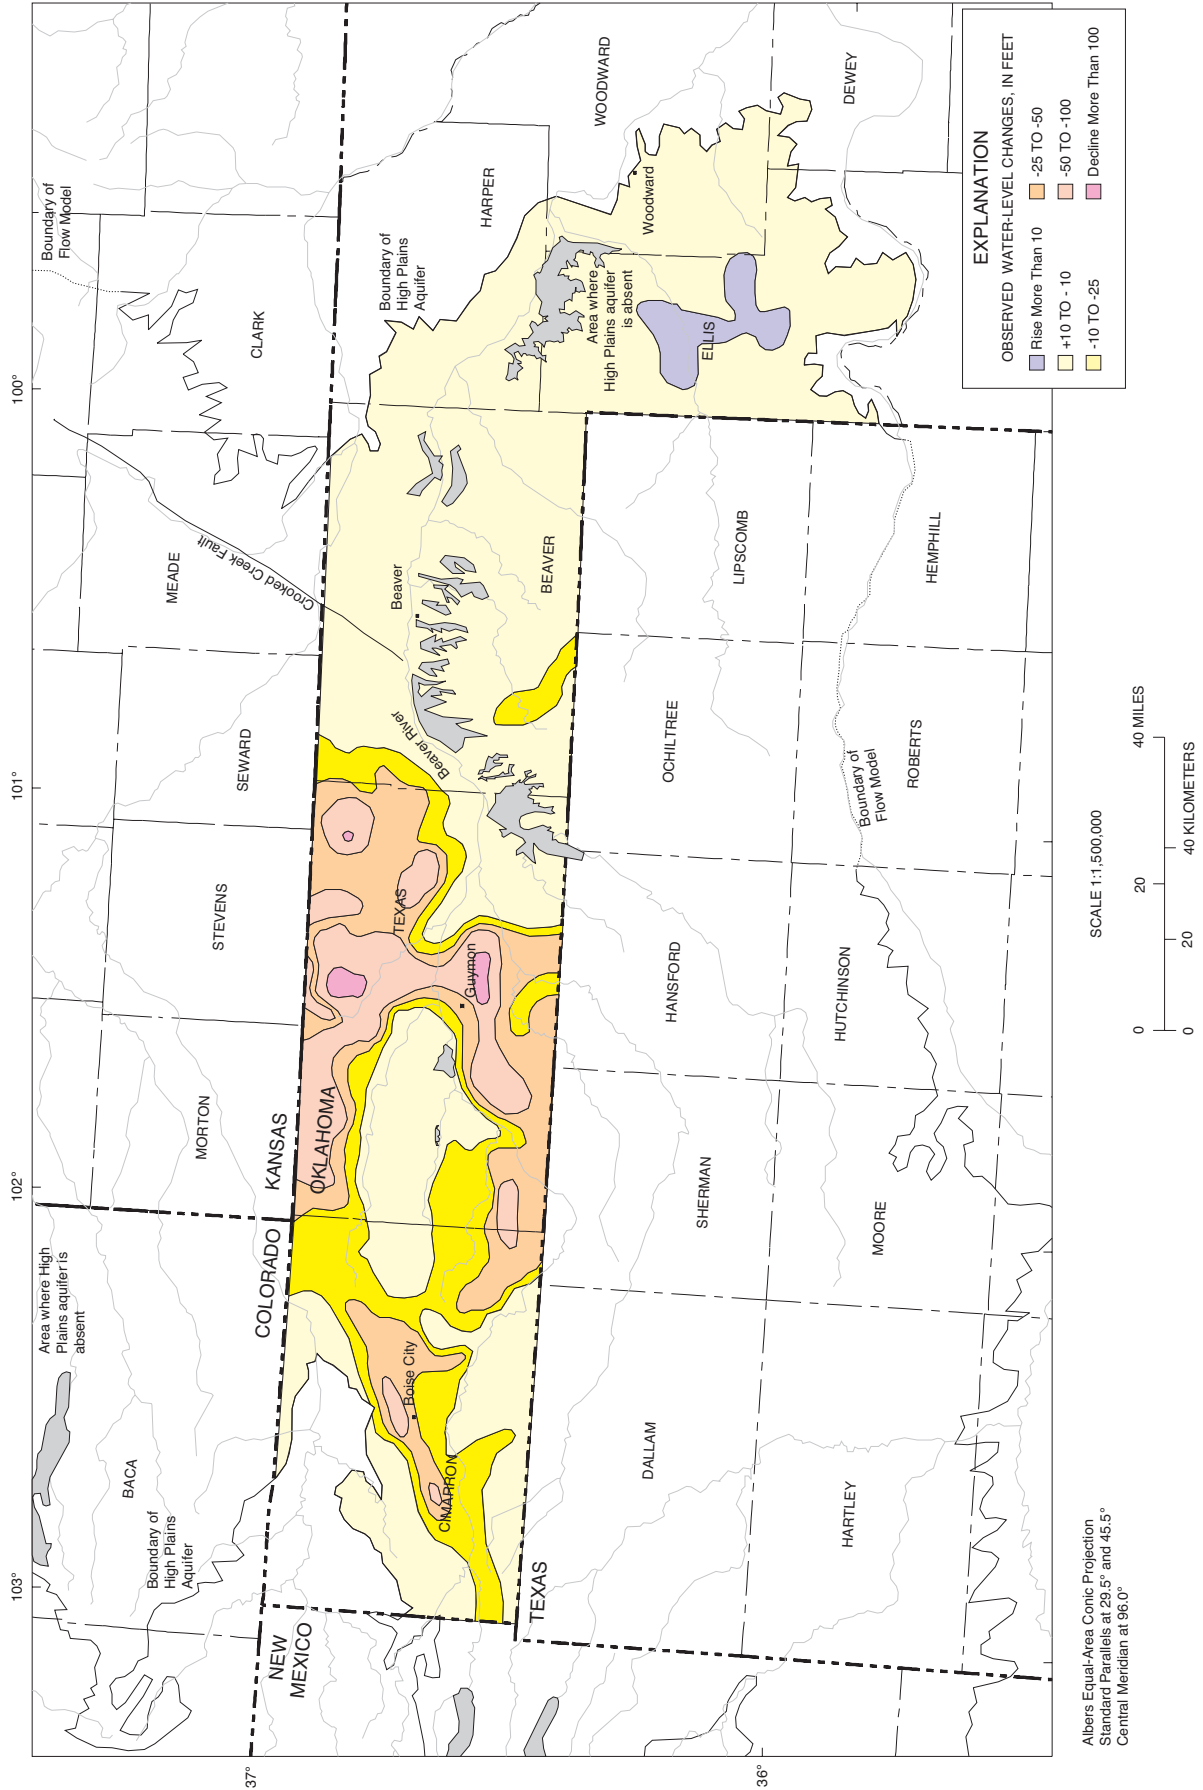 103°
102°
101°
100°
37°
36°
Area where High
Plains aquifer is
absent
BACA
Boundary of
High Plains
Aquifer
NEW
MEXICO
COLORADO
KANSAS
OKLAHOMA
TEXAS
MORTON
STEVENS
SEWARD
MEADE
CLARK
Crooked Creek Fault
Boundary of
Flow Model
Boundary of
High Plains
Aquifer
HARPER
WOODWARD
Woodward
DEWEY
CIMARRON
Boise City
TEXAS
Guymon
Beaver River
Beaver
BEAVER
Area where
High Plains aquifer
is absent
ELLIS
DALLAM
SHERMAN
HANSFORD
OCHILTREE
LIPSCOMB
HARTLEY
MOORE
HUTCHINSON
Boundary of
Flow Model
ROBERTS
HEMPHILL
EXPLANATION
OBSERVED WATER-LEVEL CHANGES, IN FEET
Rise More Than 10
+10 TO - 10
-10 TO -25
-25 TO -50
-50 TO -100
Decline More Than 100
Albers Equal-Area Conic Projection
Standard Parallels at 29.5° and 45.5°
Central Meridian at 96.0°
SCALE 1:1,500,000
0 20 40 MILES
0 20 40 KILOMETERS